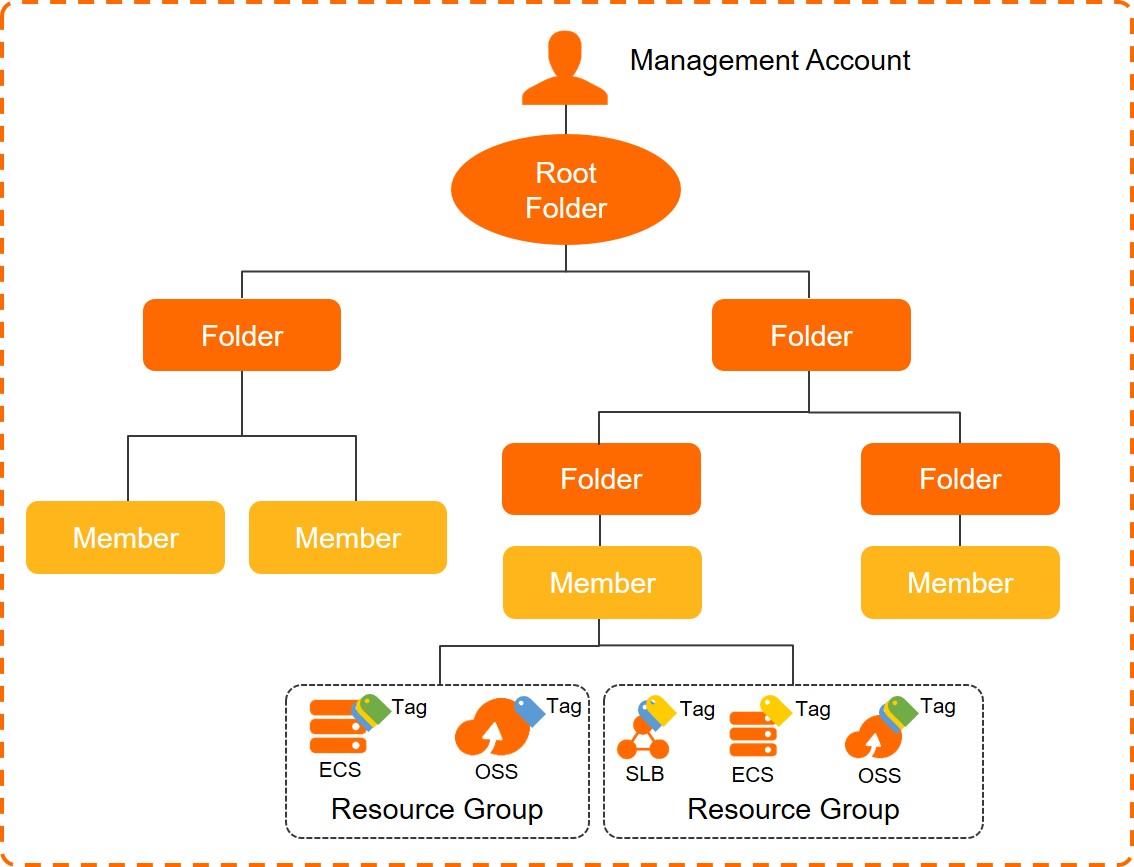 Management Account
Root
Folder
Folder
Folder
Folder
Folder
Member
Member
Member
Member
Tag
Tag
Tag
Tag
Tag
ECS
OSS
SLB
ECS
OSS
Resource Group
Resource Group